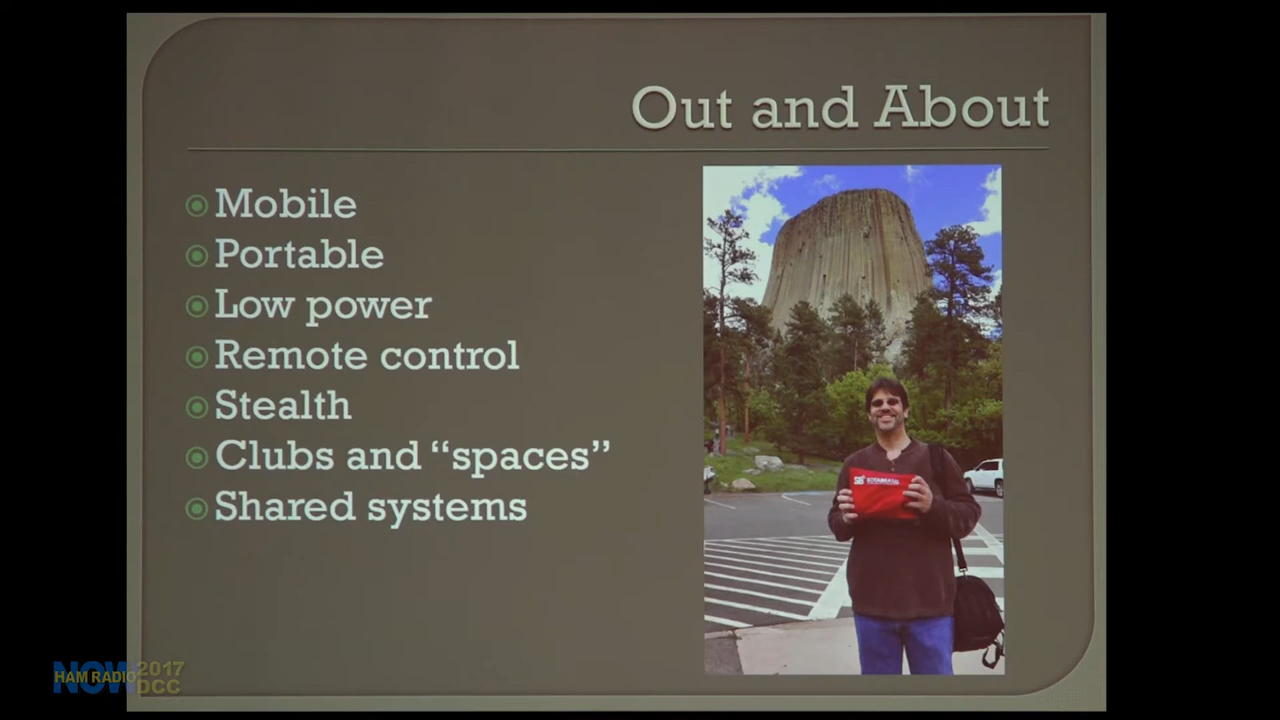 Out and About
Mobile
Portable
Low power
Remote control
Stealth
Clubs and “spaces”
Shared systems
SOTABEAMS
HAM RADIO
NOW
2017
DCC